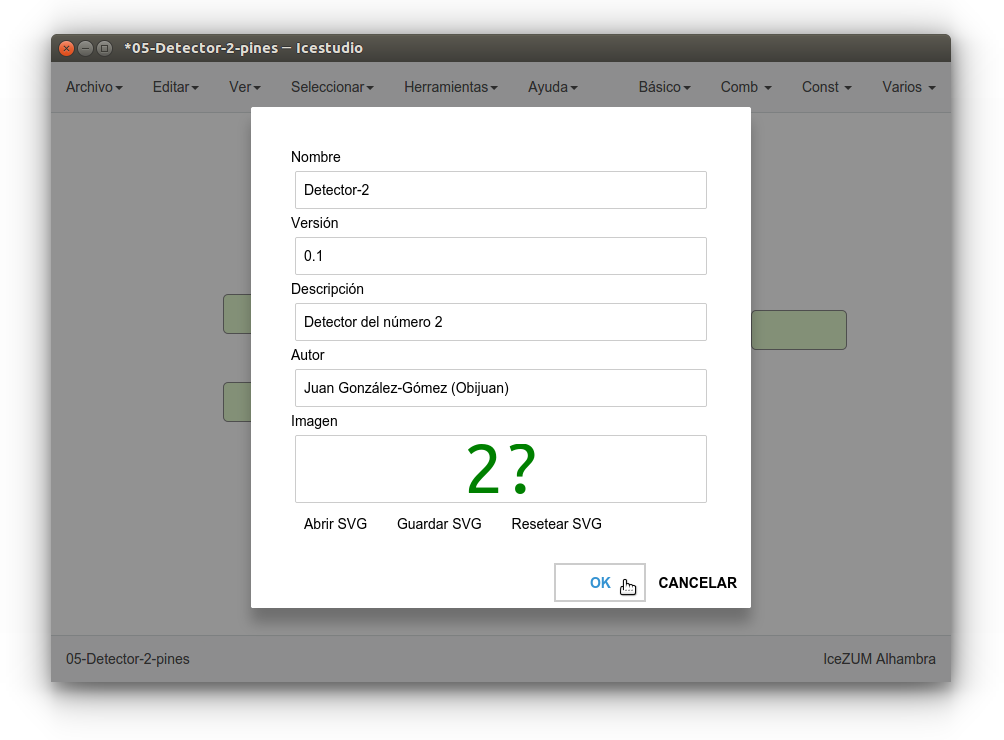 *05-Detector-2-pines — Icestudio
Archivo Editar Ver Seleccionar Herramientas Ayuda Básico Comb Const Varios
Nombre
Detector-2
Versión
0.1
Descripción
Detector del número 2
Autor
Juan González-Gómez (Obijuan)
Imagen
2?
Abrir SVG Guardar SVG Resetear SVG
OK CANCELAR
05-Detector-2-pines IceZUM Alhambra